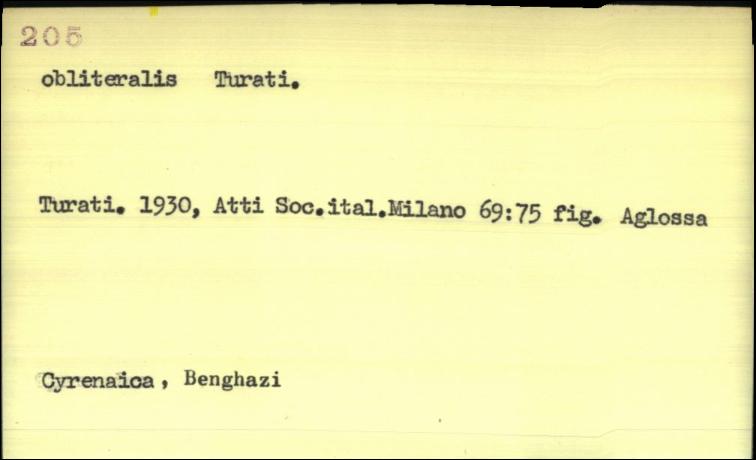 205
obliteralis Turati.
Turati. 1930, Atti Soc.ital.Milano 69:75 fig. Aglossa
Cyrenaica, Benghazi